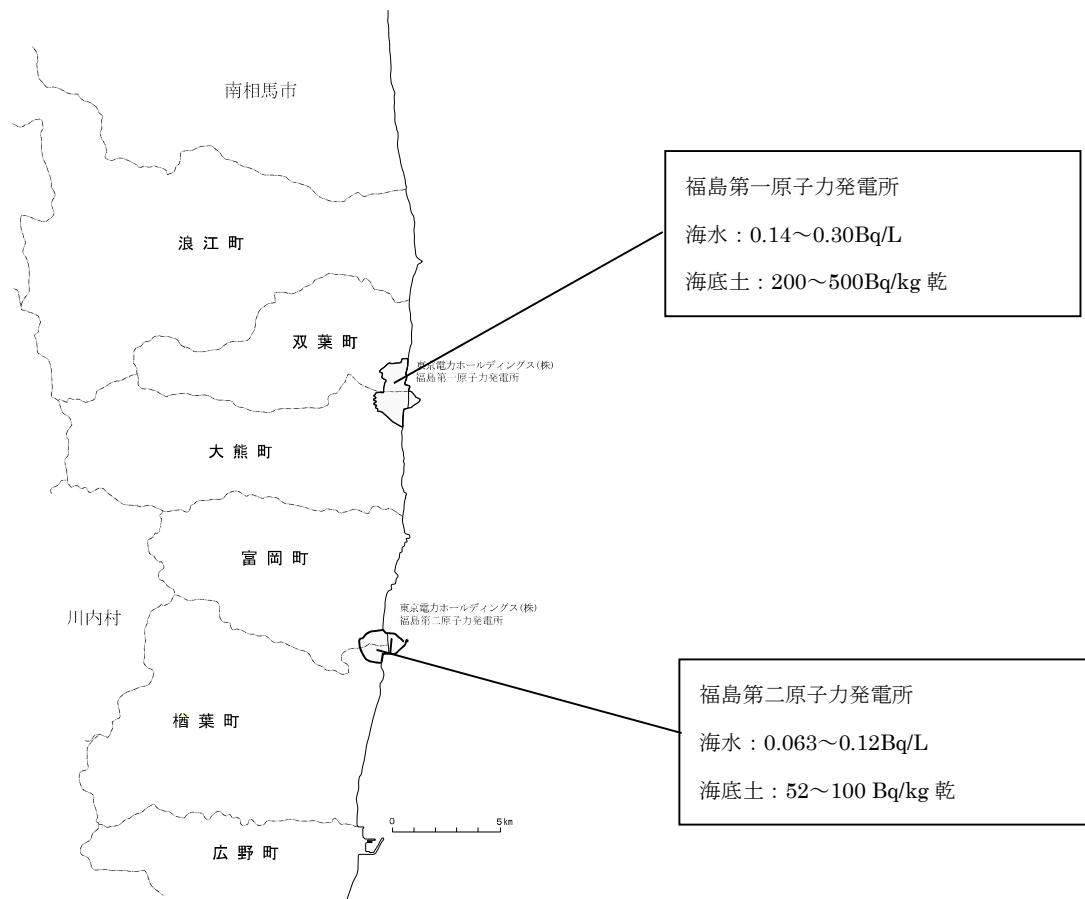 南相馬市
浪江町
双葉町
東京電力ホールディングス(株)
福島第一原子力発電所
大熊町
富岡町
川内村
東京電力ホールディングス(株)
福島第二原子力発電所
楢葉町
広野町
0 5km
福島第一原子力発電所
海水：0.14～0.30Bq/L
海底土：200～500Bq/kg 乾
福島第二原子力発電所
海水：0.063～0.12Bq/L
海底土：52～100 Bq/kg 乾